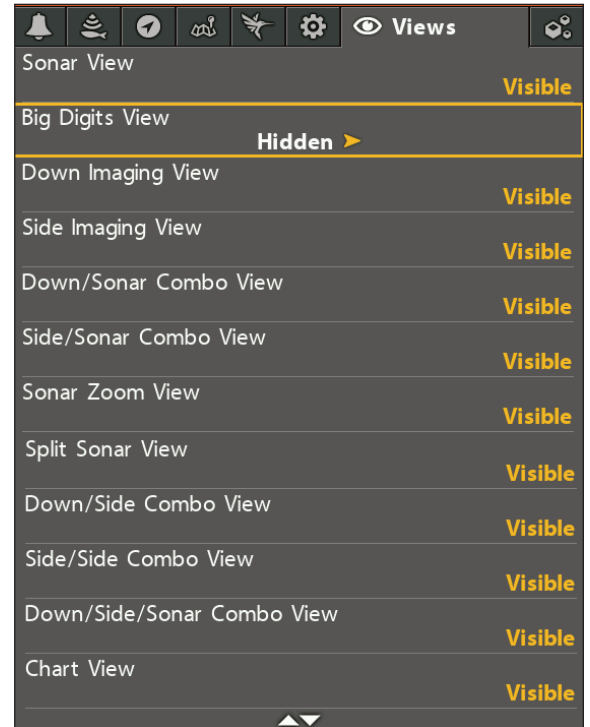 Views
Sonar View
Visible
Big Digits View
Hidden
Down Imaging View
Visible
Side Imaging View
Visible
Down/Sonar Combo View
Visible
Side/Sonar Combo View
Visible
Sonar Zoom View
Visible
Split Sonar View
Visible
Down/Side Combo View
Visible
Side/Side Combo View
Visible
Down/Side/Sonar Combo View
Visible
Chart View
Visible